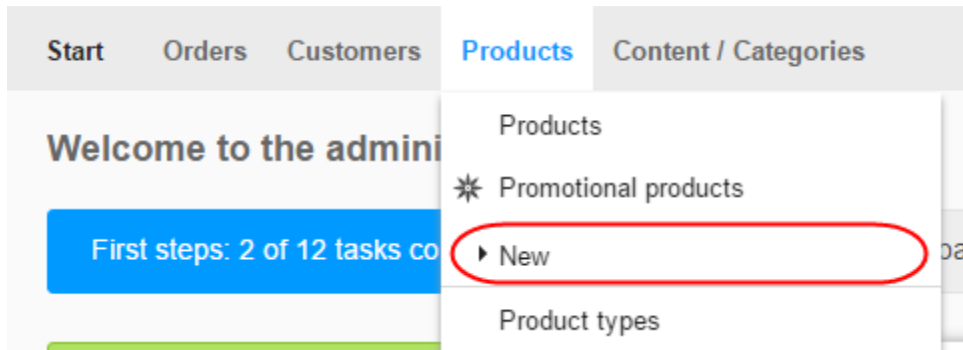 Start Orders Customers Products Content / Categories
Products
Welcome to the admini
Promotional products
First steps: 2 of 12 tasks co
New
Product types